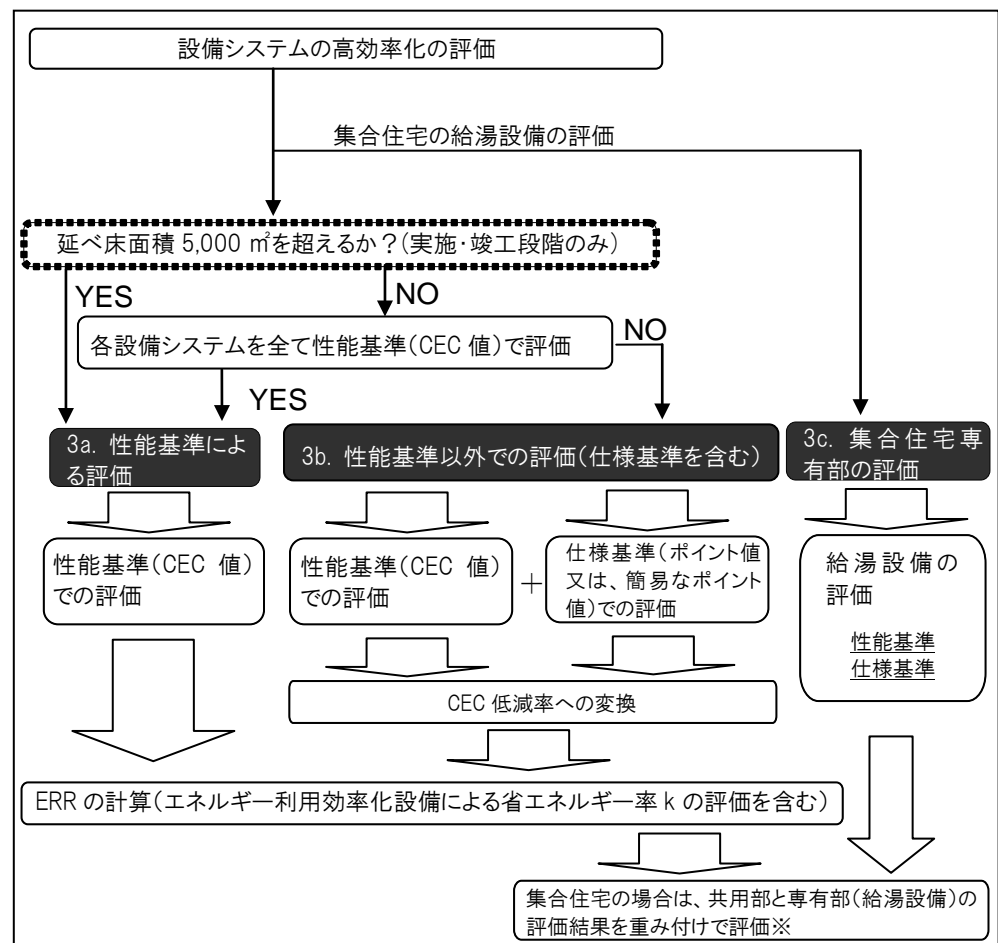 設備システムの高効率化の評価
集合住宅の給湯設備の評価
延べ床面積 5,000 ㎡を超えるか？(実施・竣工段階のみ)
YES
NO
各設備システムを全て性能基準（CEC 値）で評価
NO
YES
3a. 性能基準によ
る評価
3b. 性能基準以外での評価(仕様基準を含む)
3c. 集合住宅専
有部の評価
性能基準（CEC 値）
での評価
性能基準（CEC 値）
での評価
＋
仕様基準（ポイント値
又は、簡易なポイント
値）での評価
給湯設備の
評価
性能基準
仕様基準
CEC 低減率への変換
ERR の計算（エネルギー利用効率化設備による省エネルギー率 k の評価を含む）
集合住宅の場合は、共用部と専有部（給湯設備）の
評価結果を重み付けで評価※